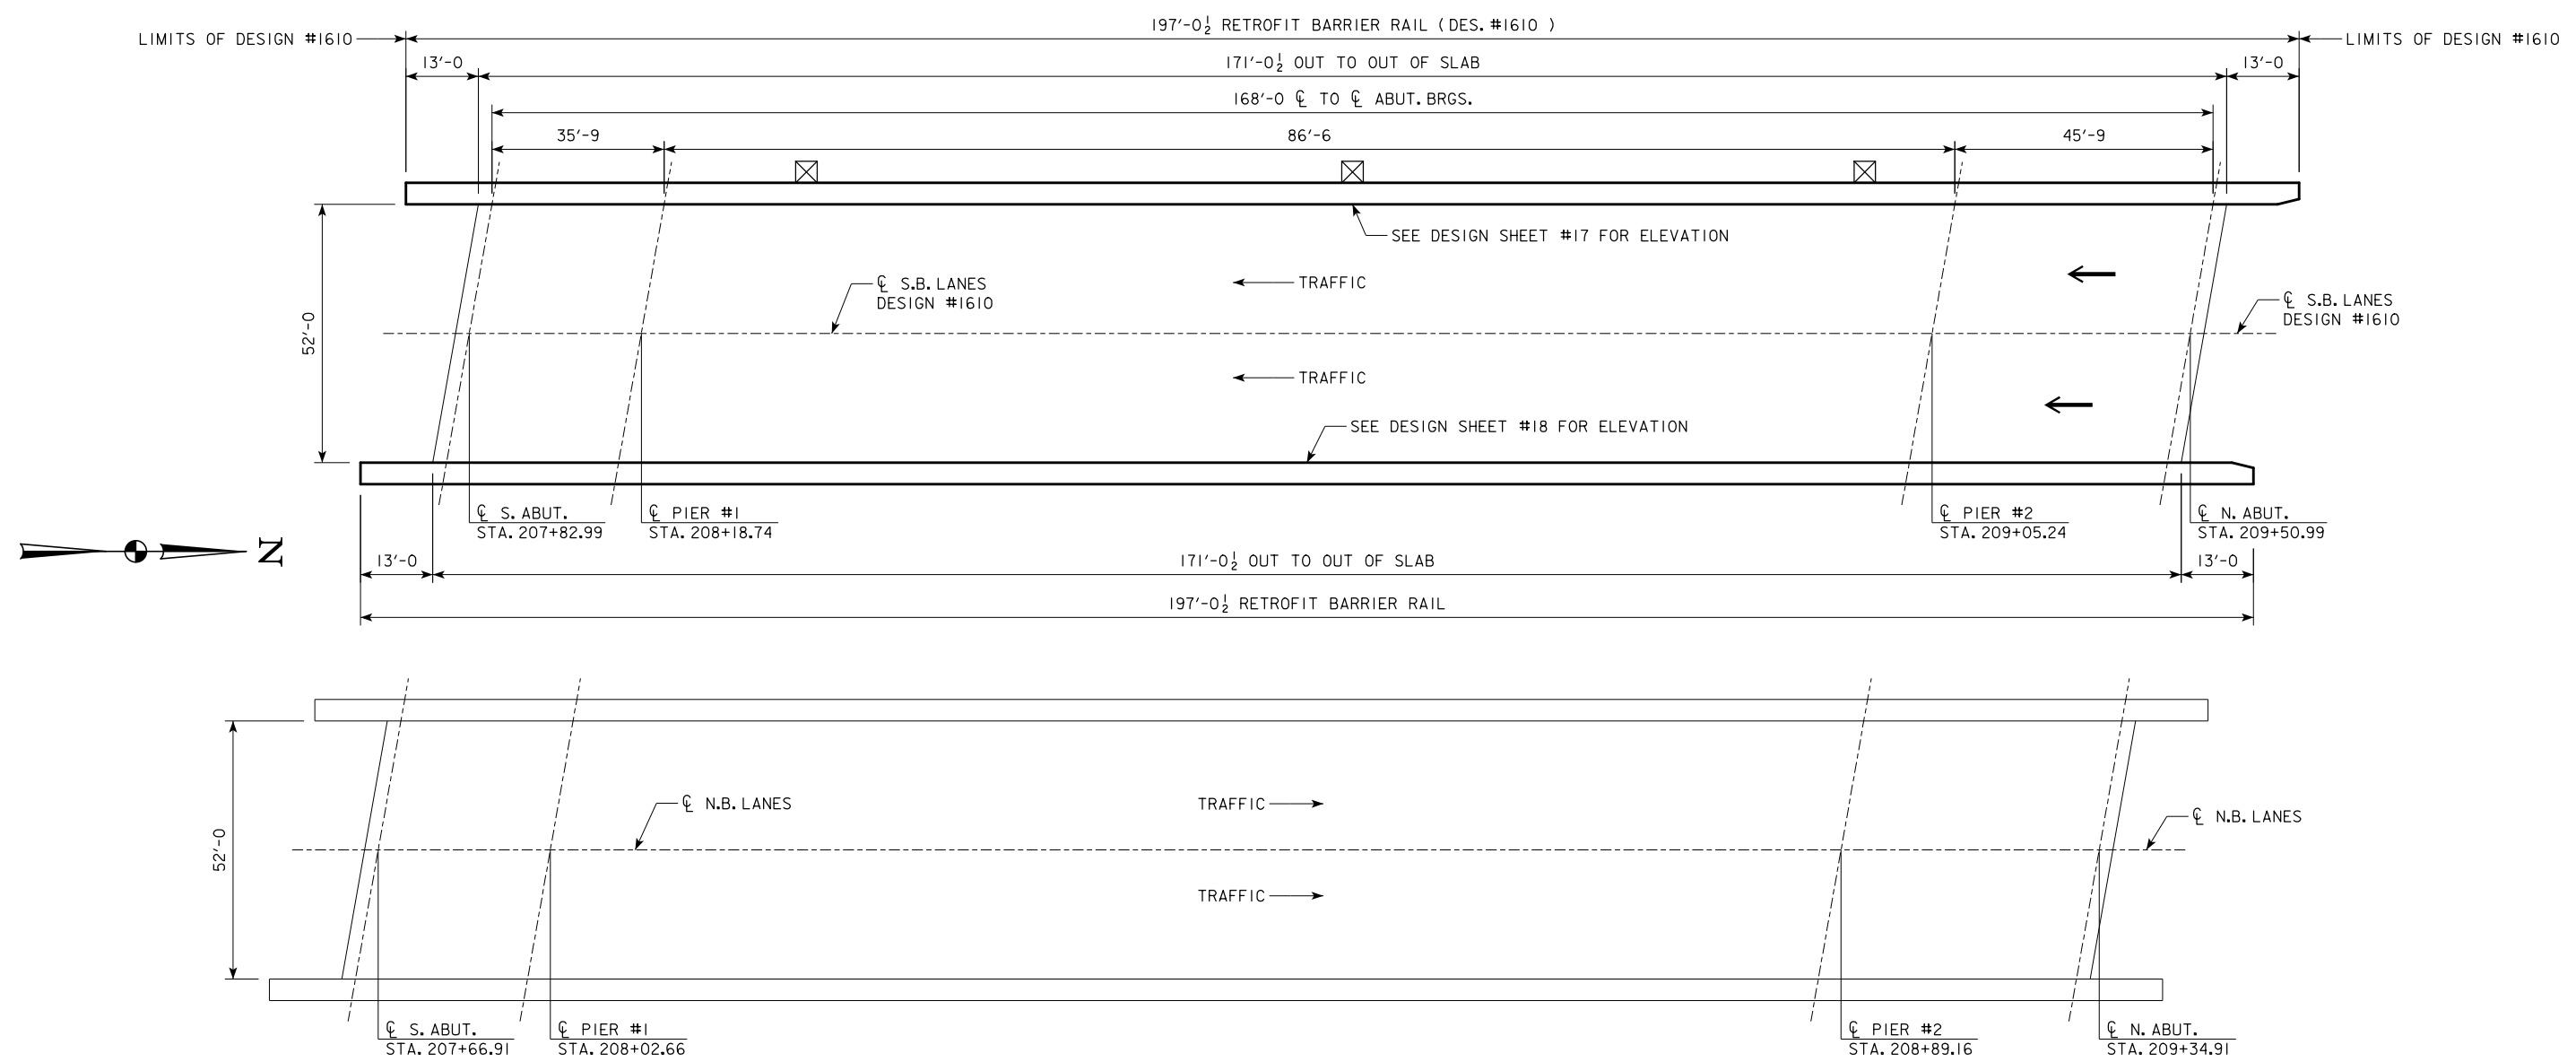 197'-0½ RETROFIT BARRIER RAIL ( DES. #1610 )
LIMITS OF DESIGN #1610
LIMITS OF DESIGN #1610
13'-0
171'-0½ OUT TO OUT OF SLAB
13'-0
168'-0 ℄ TO ℄ ABUT. BRGS.
35'-9
86'-6
45'-9
SEE DESIGN SHEET #17 FOR ELEVATION
℄ S.B. LANES
DESIGN #1610
TRAFFIC
℄ S.B. LANES
DESIGN #1610
52'-0
TRAFFIC
SEE DESIGN SHEET #18 FOR ELEVATION
℄ S. ABUT.
STA. 207+82.99
℄ PIER #1
STA. 208+18.74
℄ PIER #2
STA. 209+05.24
℄ N. ABUT.
STA. 209+50.99
N
13'-0
171'-0½ OUT TO OUT OF SLAB
13'-0
197'-0½ RETROFIT BARRIER RAIL
℄ N.B. LANES
TRAFFIC
℄ N.B. LANES
52'-0
TRAFFIC
℄ S. ABUT.
STA. 207+66.91
℄ PIER #1
STA. 208+02.66
℄ PIER #2
STA. 208+89.16
℄ N. ABUT.
STA. 209+34.91